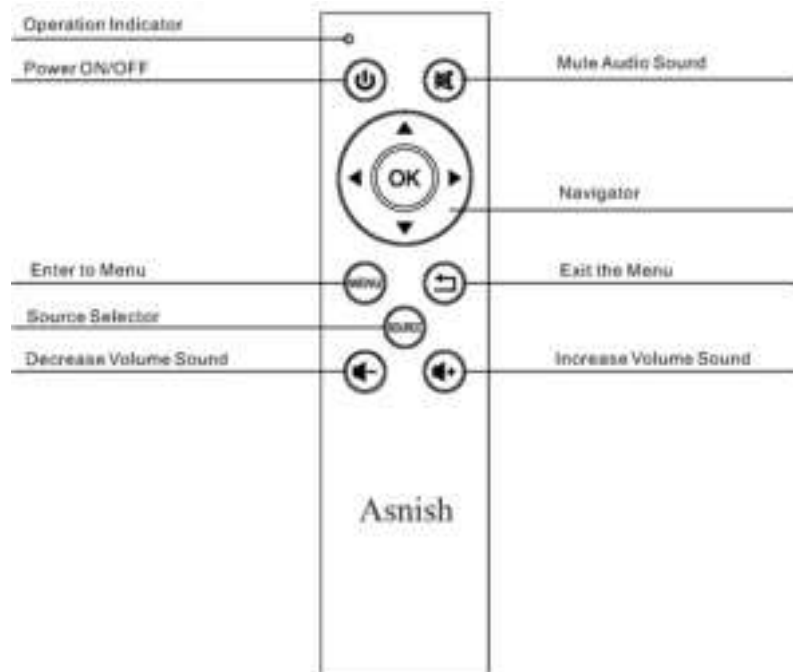 Operation Indicator
Power ON/OFF
Mute Audio Sound
OK
Navigator
Enter to Menu
Exit the Menu
MENU
Source Selector
SOURCE
Decrease Volume Sound
Increase Volume Sound
Asnish